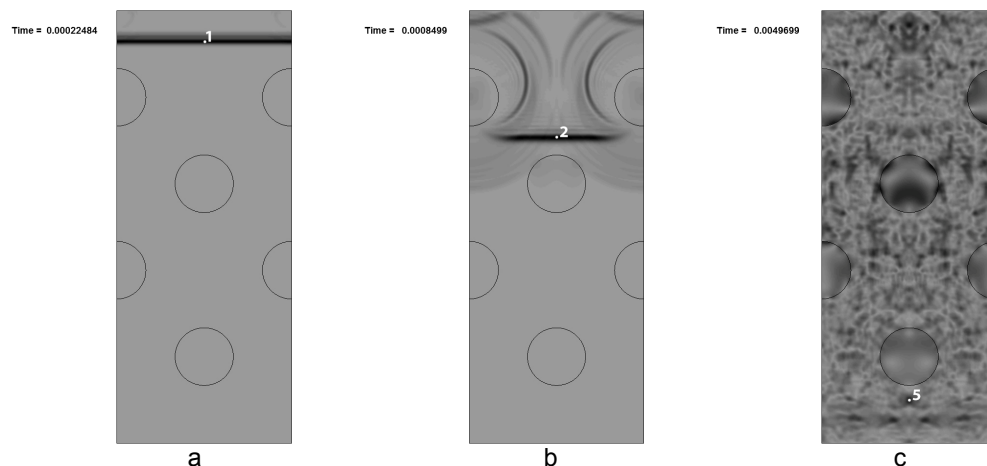 Time = 0.00022484
.1
Time = 0.0008499
.2
Time = 0.0049699
.5
a
b
c